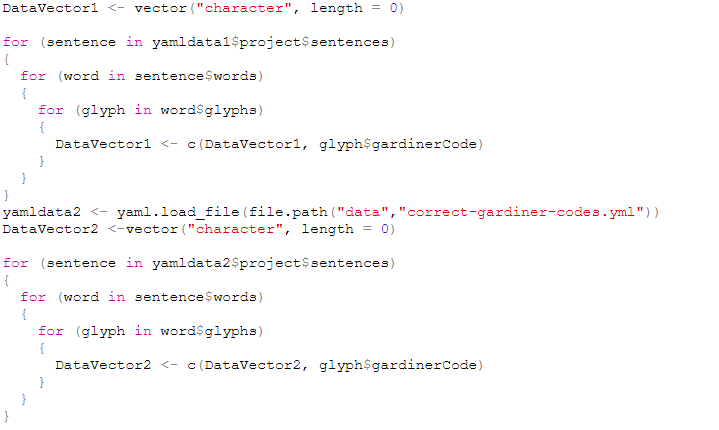 DataVector1 <- vector("character", length = 0)

for (sentence in yamldata1$project$sentences)
{
  for (word in sentence$words)
  {
    for (glyph in word$glyphs)
    {
      DataVector1 <- c(DataVector1, glyph$gardinerCode)
    }
  }
}
yamldata2 <- yaml.load_file(file.path("data","correct-gardiner-codes.yml"))
DataVector2 <-vector("character", length = 0)

for (sentence in yamldata2$project$sentences)
{
  for (word in sentence$words)
  {
    for (glyph in word$glyphs)
    {
      DataVector2 <- c(DataVector2, glyph$gardinerCode)
    }
  }
}